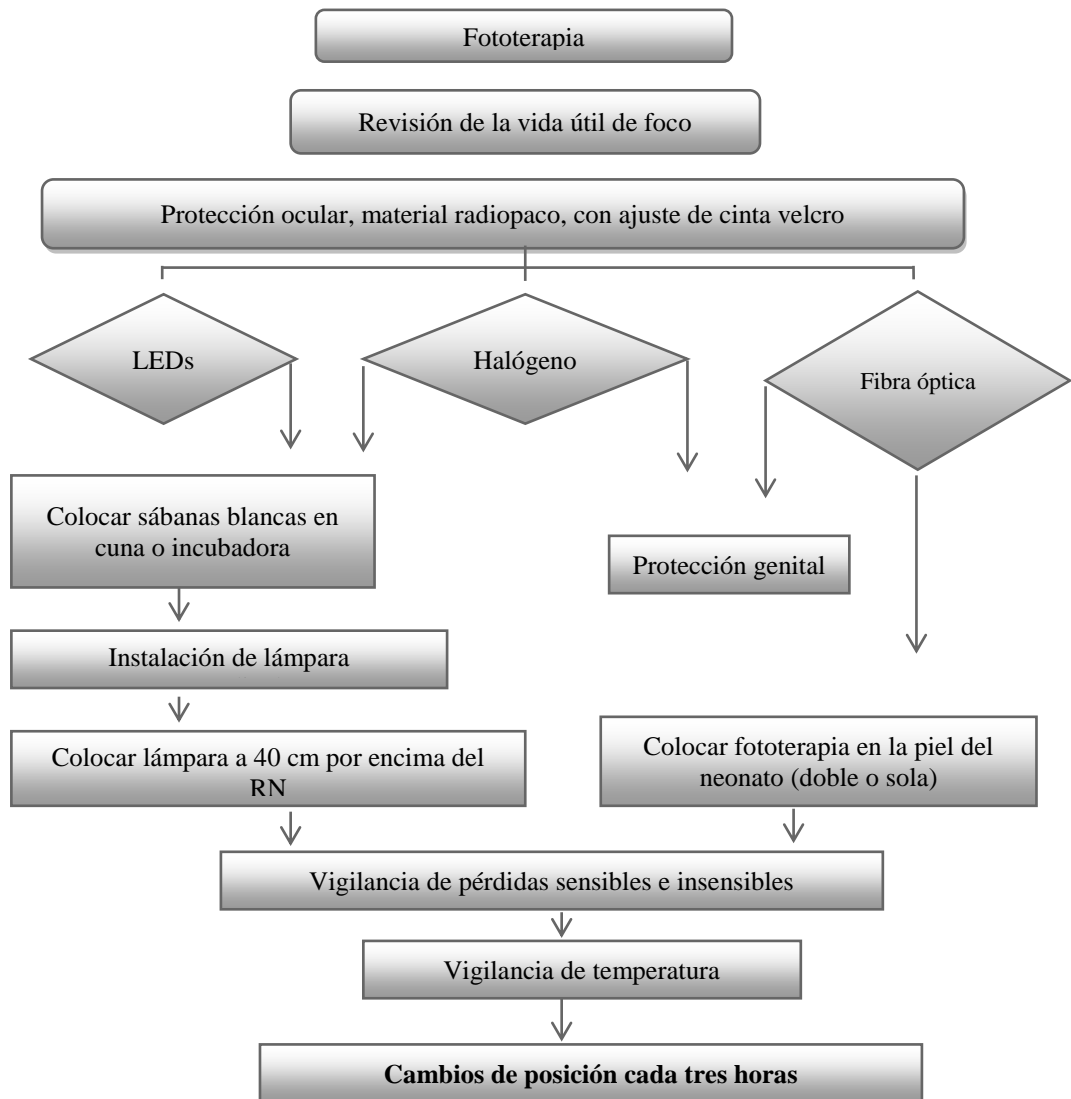 Fototerapia
Revisión de la vida útil de foco
Protección ocular, material radiopaco, con ajuste de cinta velcro
LEDs
Halógeno
Fibra óptica
Colocar sábanas blancas en
cuna o incubadora
Protección genital
Instalación de lámpara
Colocar lámpara a 40 cm por encima del
RN
Colocar fototerapia en la piel del
neonato (doble o sola)
Vigilancia de pérdidas sensibles e insensibles
Vigilancia de temperatura
Cambios de posición cada tres horas